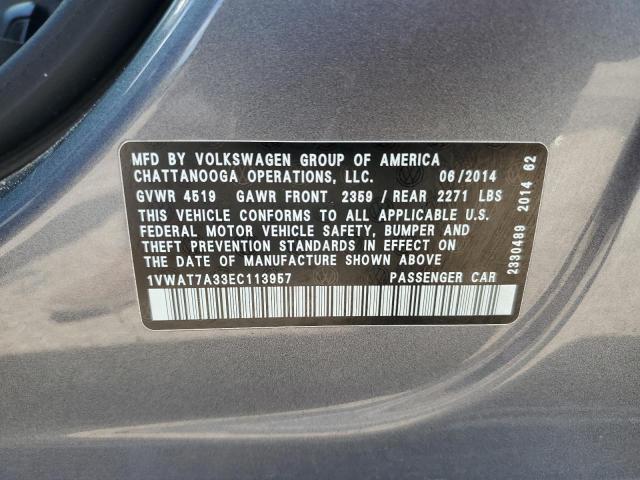 MFD BY VOLKSWAGEN GROUP OF AMERICA
CHATTANOOGA OPERATIONS, LLC. 06/2014
GVWR 4519 GAWR FRONT 2359 / REAR 2271 LBS
THIS VEHICLE CONFORMS TO ALL APPLICABLE U.S.
FEDERAL MOTOR VEHICLE SAFETY, BUMPER AND
THEFT PREVENTION STANDARDS IN EFFECT ON
THE DATE OF MANUFACTURE SHOWN ABOVE
1VWAT7A33EC113957 PASSENGER CAR
2330489 2014 62